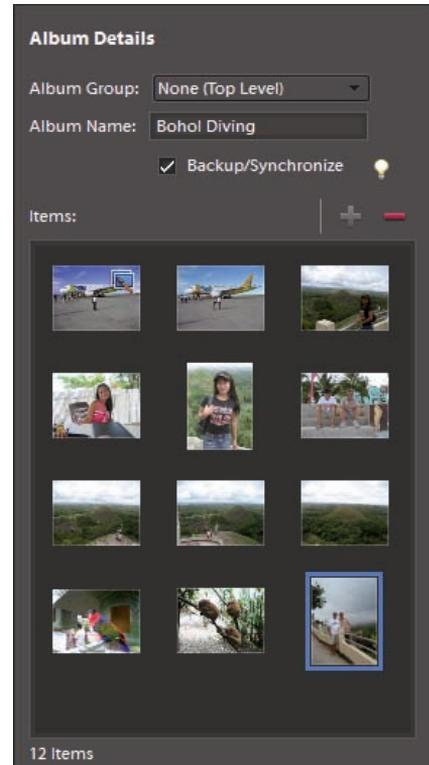 Album Details
Album Group: None (Top Level)
Album Name: Bohol Diving
Backup/Synchronize
Items:
12 Items